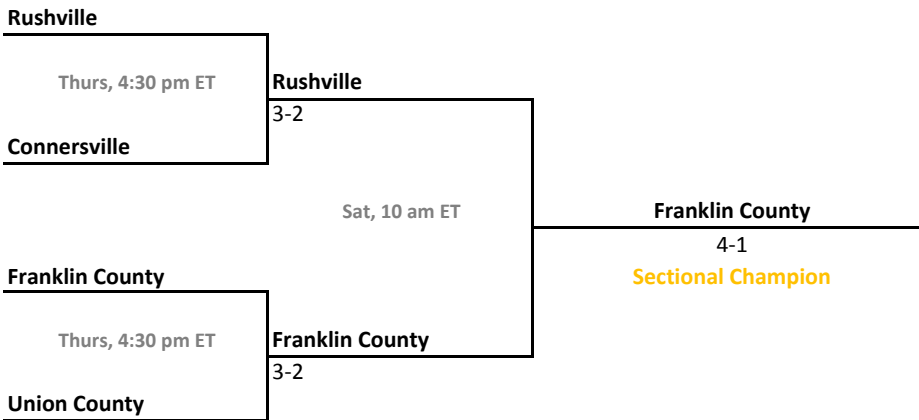 Rushville
Thurs, 4:30 pm ET
Rushville
3-2
Connersville
Sat, 10 am ET
Franklin County
4-1
Sectional Champion
Franklin County
Thurs, 4:30 pm ET
Franklin County
3-2
Union County